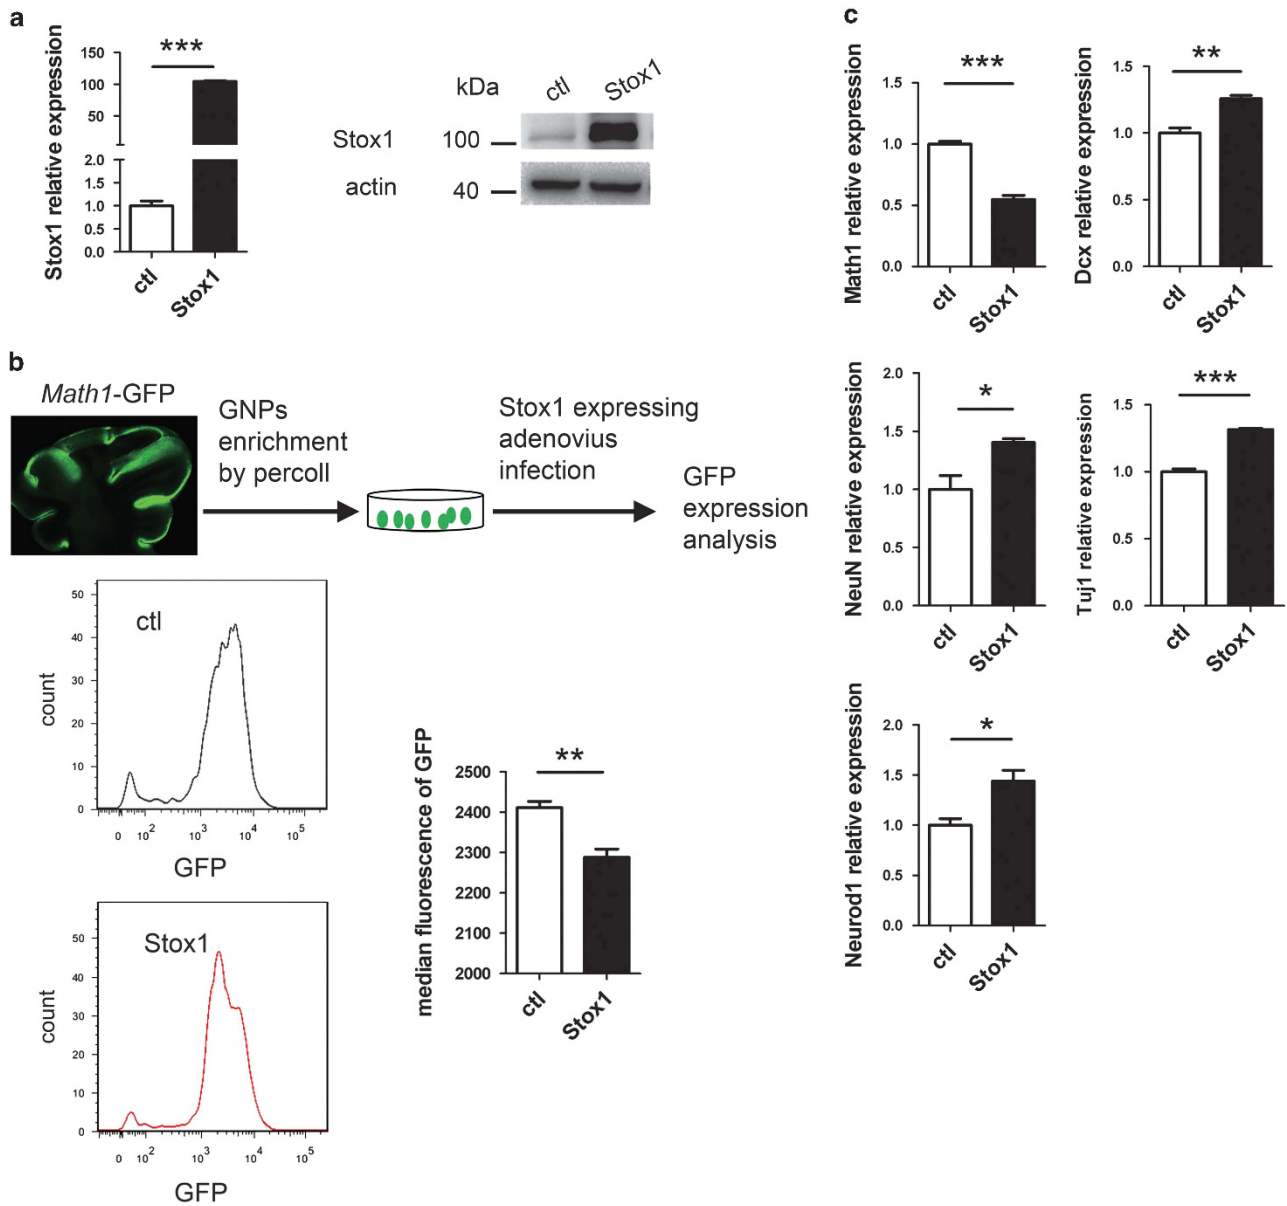 a
Stox1 relative expression
150
100
50
2.0
1.5
1.0
0.5
0.0
***
ctl
Stox1
kDa
ctl
Stox1
Stox1
100
actin
40
b
Math1-GFP
GNPs
enrichment
by percoll
Stox1 expressing
adenovius
infection
GFP
expression
analysis
ctl
count
50
40
30
20
10
0
0 10^2 10^3 10^4 10^5
GFP
Stox1
count
50
40
30
20
10
0
0 10^2 10^3 10^4 10^5
GFP
median fluorescence of GFP
2500
2400
2300
2200
2100
2000
**
ctl
Stox1
c
Math1 relative expression
1.5
1.0
0.5
0.0
***
ctl
Stox1
Dcx relative expression
1.5
1.0
0.5
0.0
**
ctl
Stox1
NeuN relative expression
2.0
1.5
1.0
0.5
0.0
*
ctl
Stox1
Tuj1 relative expression
1.5
1.0
0.5
0.0
***
ctl
Stox1
Neurod1 relative expression
2.0
1.5
1.0
0.5
0.0
*
ctl
Stox1